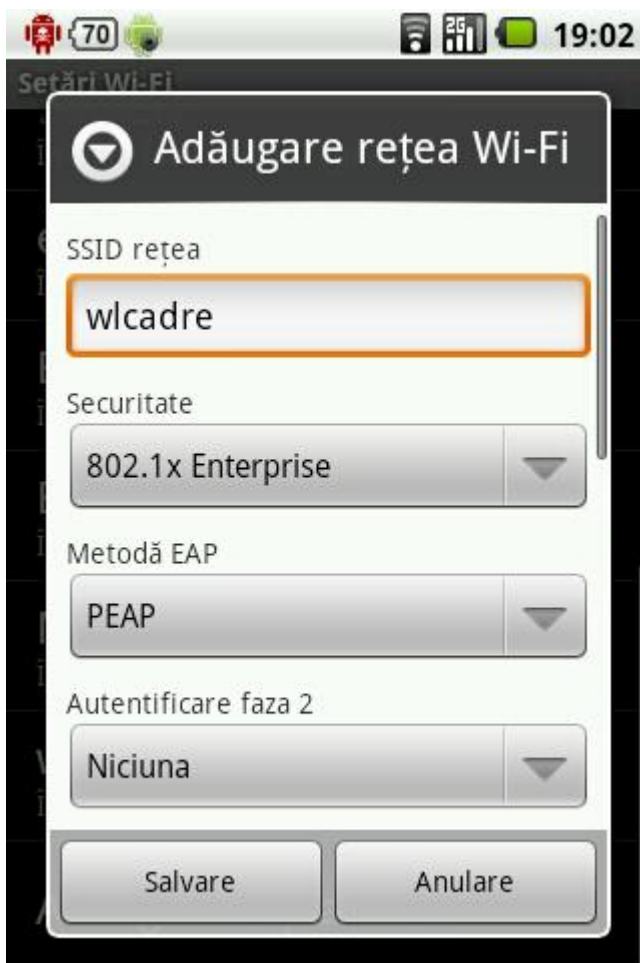 70 2G 19:02
Setări Wi-Fi
Adăugare rețea Wi-Fi
SSID rețea
wlcadre
Securitate
802.1x Enterprise
Metodă EAP
PEAP
Autentificare faza 2
Niciuna
Salvare Anulare